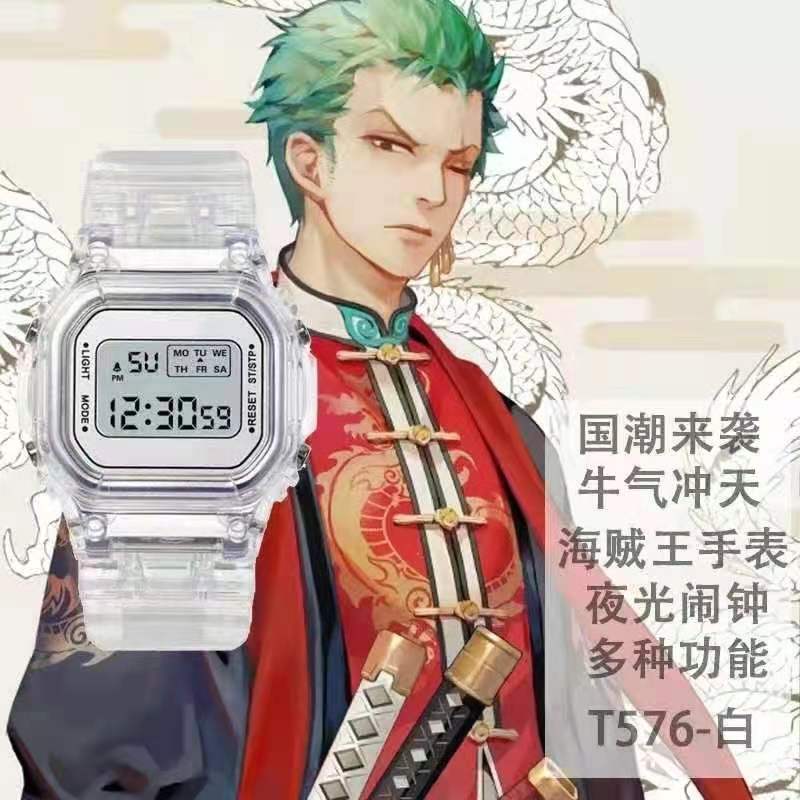 LIGHT
MODE
SU
PM
MO TU WE
TH FR SA
12:30 59
ST/STP
RESET
国潮来袭
牛气冲天
海贼王手表
夜光闹钟
多种功能
T576-白